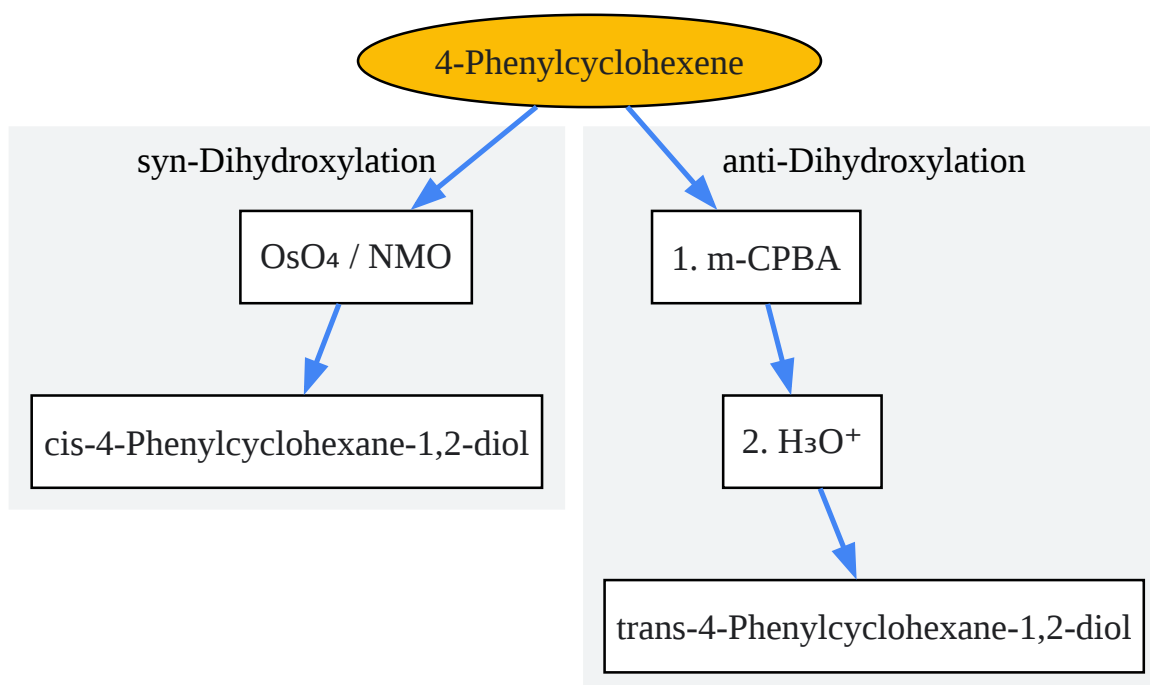 4-Phenylcyclohexene
syn-Dihydroxylation
OsO₄ / NMO
cis-4-Phenylcyclohexane-1,2-diol
anti-Dihydroxylation
1. m-CPBA
2. H₃O⁺
trans-4-Phenylcyclohexane-1,2-diol